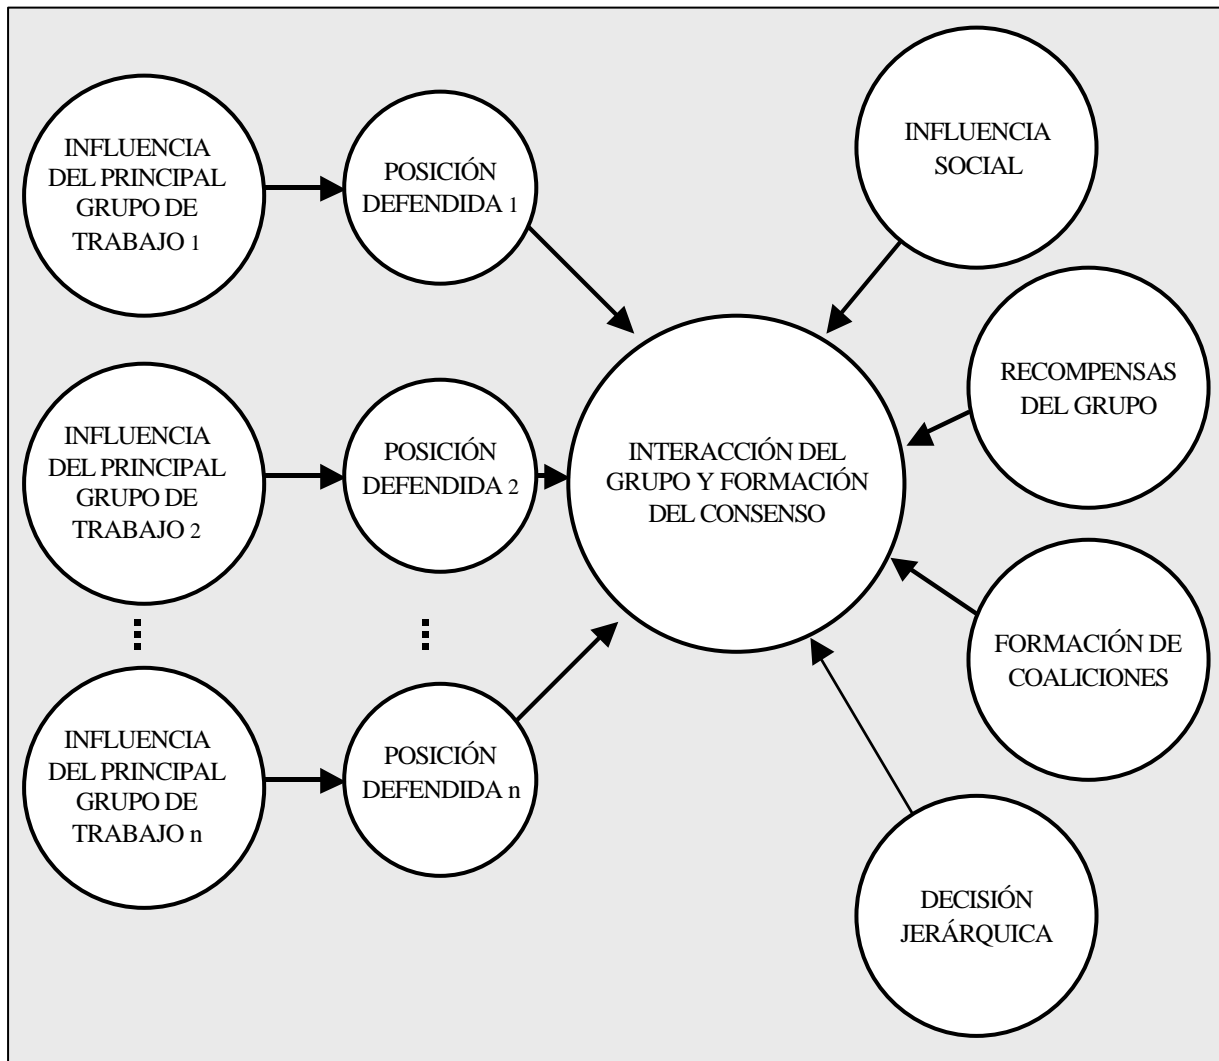 INFLUENCIA
DEL PRINCIPAL
GRUPO DE
TRABAJO 1
POSICIÓN
DEFENDIDA 1
INFLUENCIA
SOCIAL
RECOMPENSAS
DEL GRUPO
INFLUENCIA
DEL PRINCIPAL
GRUPO DE
TRABAJO 2
POSICIÓN
DEFENDIDA 2
INTERACCIÓN DEL
GRUPO Y FORMACIÓN
DEL CONSENSO
FORMACIÓN DE
COALICIONES
INFLUENCIA
DEL PRINCIPAL
GRUPO DE
TRABAJO n
POSICIÓN
DEFENDIDA n
DECISIÓN
JERÁRQUICA